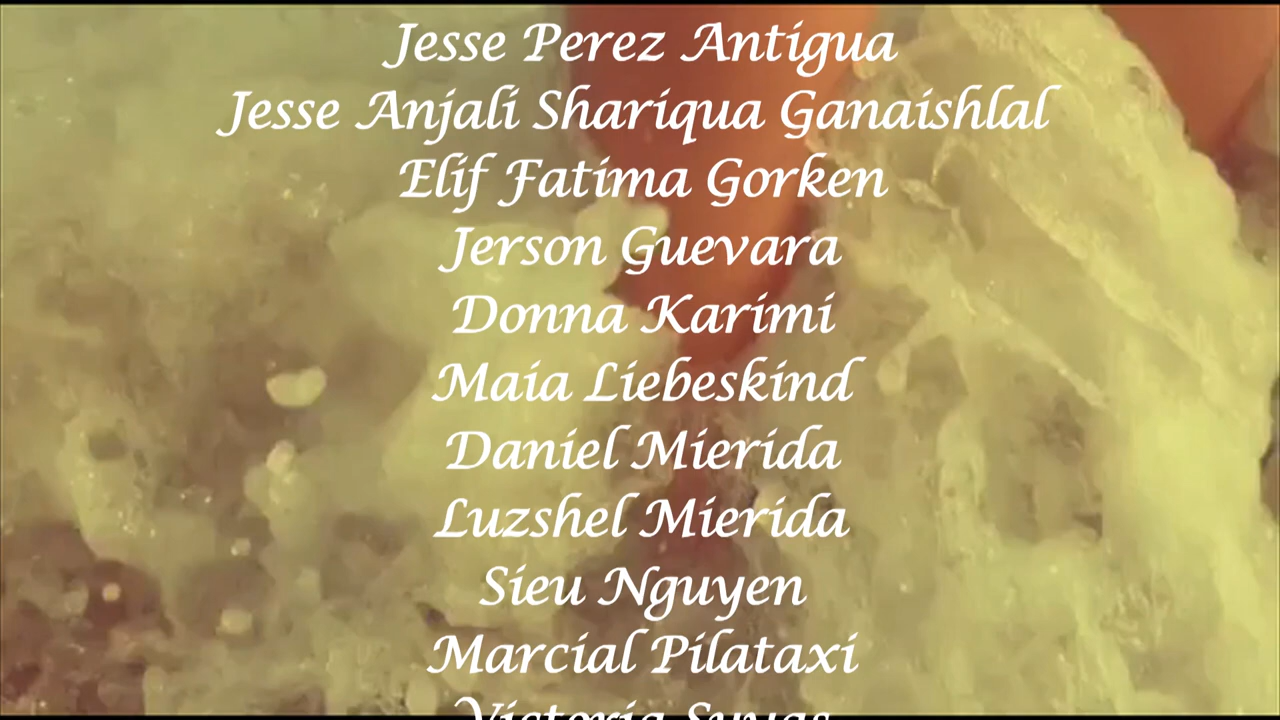 Jesse Perez Antigua
Jesse Anjali Shariqua Ganaishlal
Elif Fatima Gorken
Jerson Guevara
Donna Karimi
Maia Liebeskind
Daniel Mierida
Luzshel Mierida
Sieu Nguyen
Marcial Pilataxi
Victoria